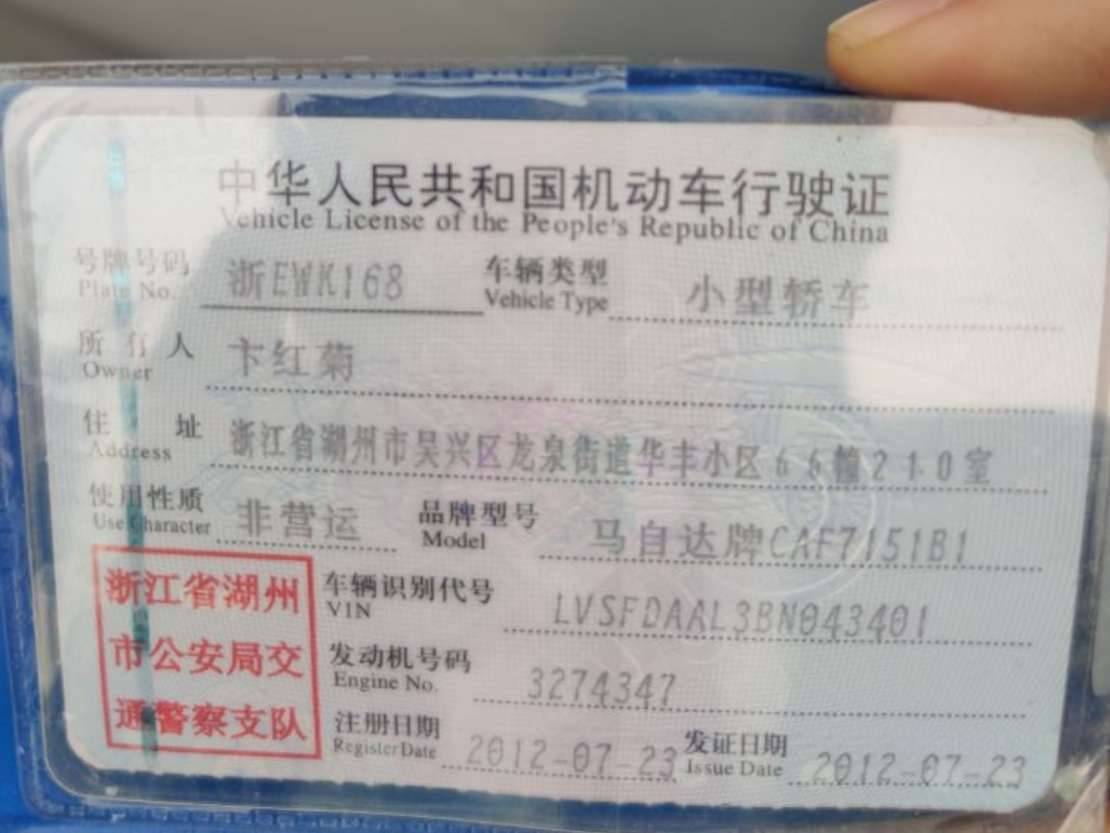 中华人民共和国机动车行驶证
Vehicle License of the People's Republic of China
号牌号码 浙EWK168 车辆类型 小型轿车
Plate No. Vehicle Type
所有人 卞红菊
Owner
住址 浙江省湖州市吴兴区龙泉街道华丰小区66幢210室
Address
使用性质 非营运 品牌型号 马自达牌CAF7151B1
Use Character Model
浙江省湖州
市公安局交
通警察支队
车辆识别代号 LVSFDAAL3BN043401
VIN
发动机号码 3274347
Engine No.
注册日期 2012-07-23 发证日期 2012-07-23
Register Date Issue Date